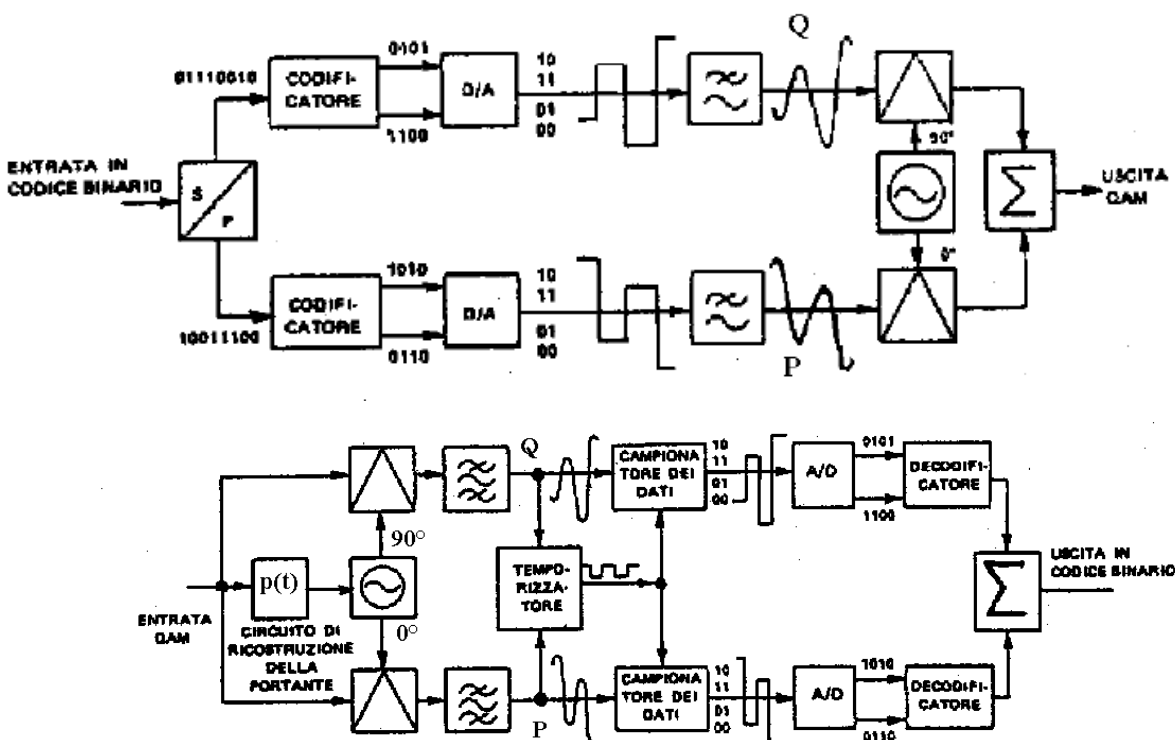 Q
0101
10
11
01110010
CODIFI-
CATORE
D/A
01
00
1100
90°
ENTRATA IN
CODICE BINARIO
S
P
Σ
USCITA
QAM
0°
1010
10
11
CODIFI-
CATORE
D/A
01
00
10011100
0110
P
Q
CAMPIONA
TORE DEI
DATI
10
11
01
00
0101
A/D
DECODIFI-
CATORE
1100
90°
p(t)
TEMPO-
RIZZA-
TORE
Σ
USCITA IN
CODICE BINARIO
ENTRATA
QAM
CIRCUITO DI
RICOSTRUZIONE
DELLA
PORTANTE
0°
P
CAMPIONA
TORE DEI
DATI
10
11
01
00
1010
A/D
DECODIFI-
CATORE
0110